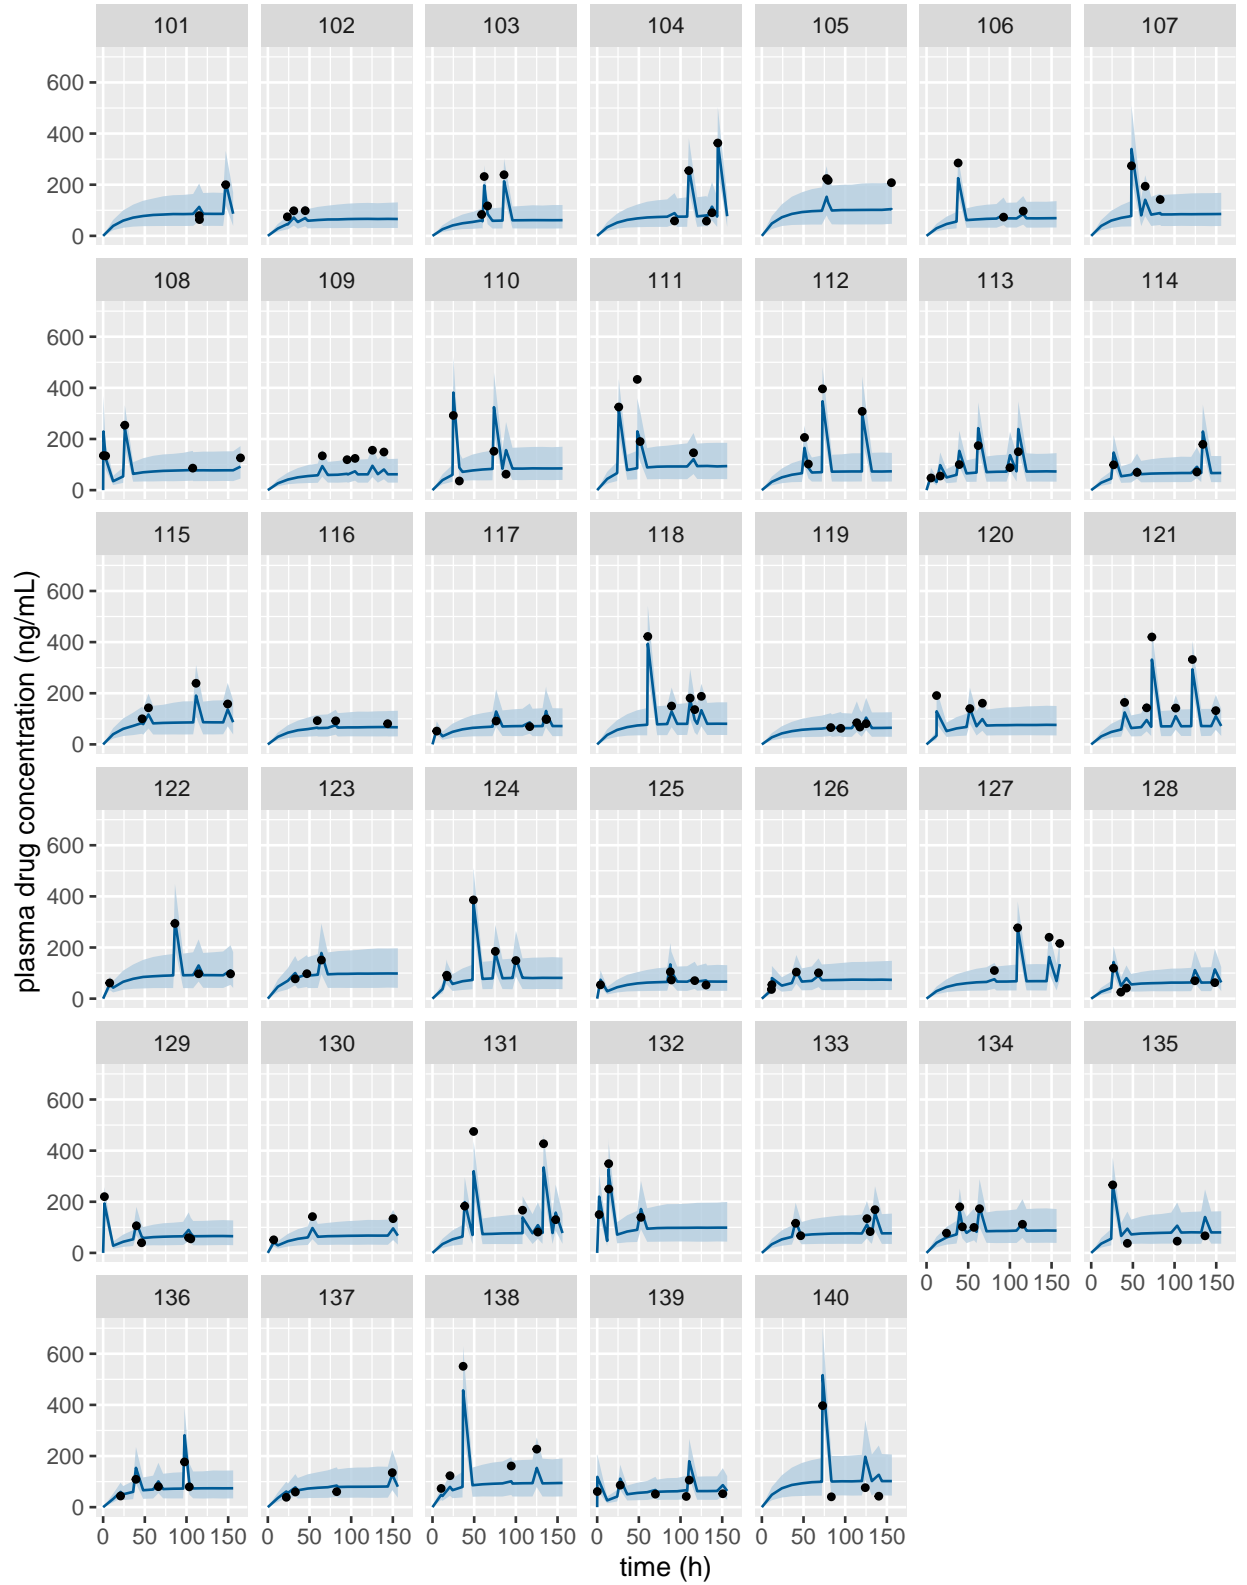 101 102 103 104 105 106 107
600
400
200
0
108 109 110 111 112 113 114
600
400
200
0
115 116 117 118 119 120 121
600
400
200
0
plasma drug concentration (ng/mL)
122 123 124 125 126 127 128
600
400
200
0
129 130 131 132 133 134 135
600
400
200
0
0 50 100 150 0 50 100 150
136 137 138 139 140
600
400
200
0
0 50 100 150 0 50 100 150 0 50 100 150 0 50 100 150 0 50 100 150
time (h)